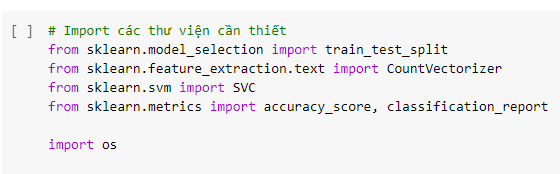 [ ] # Import các thư viện cần thiết
from sklearn.model_selection import train_test_split
from sklearn.feature_extraction.text import CountVectorizer
from sklearn.svm import SVC
from sklearn.metrics import accuracy_score, classification_report
import os